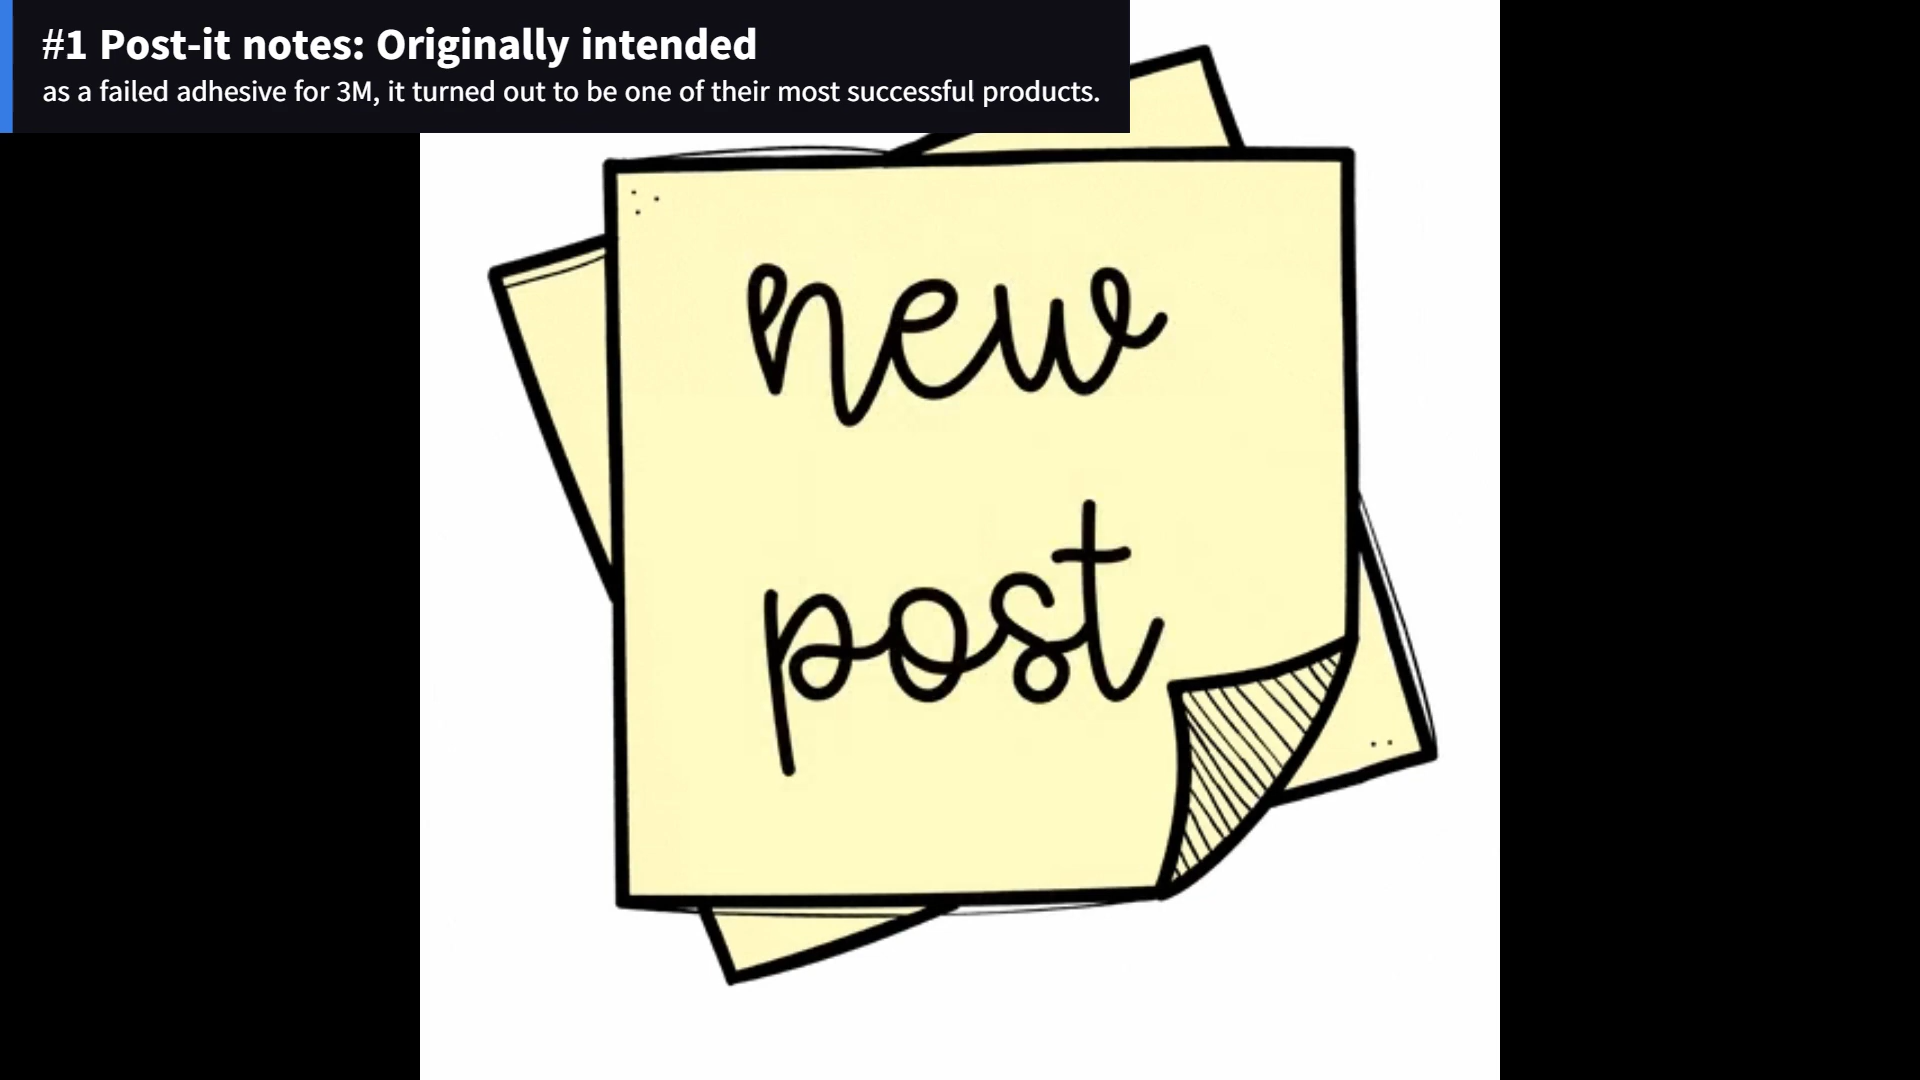 #1 Post-it notes: Originally intended
as a failed adhesive for 3M, it turned out to be one of their most successful products.
new
post